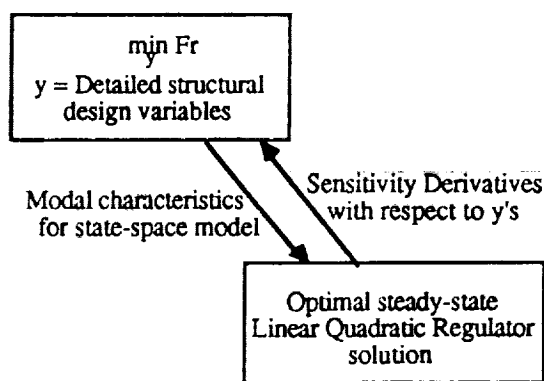 min Fr
y
y = Detailed structural
design variables
Modal characteristics
for state-space model
Sensitivity Derivatives
with respect to y's
Optimal steady-state
Linear Quadratic Regulator
solution